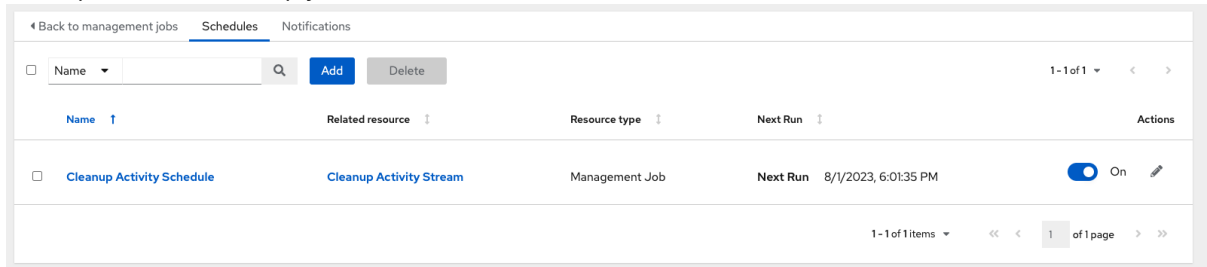 Back to management jobs Schedules Notifications
Name Add Delete 1 - 1 of 1
Name Related resource Resource type Next Run Actions
Cleanup Activity Schedule Cleanup Activity Stream Management Job Next Run 8/1/2023, 6:01:35 PM On
1 - 1 of 1 items 1 of 1 page